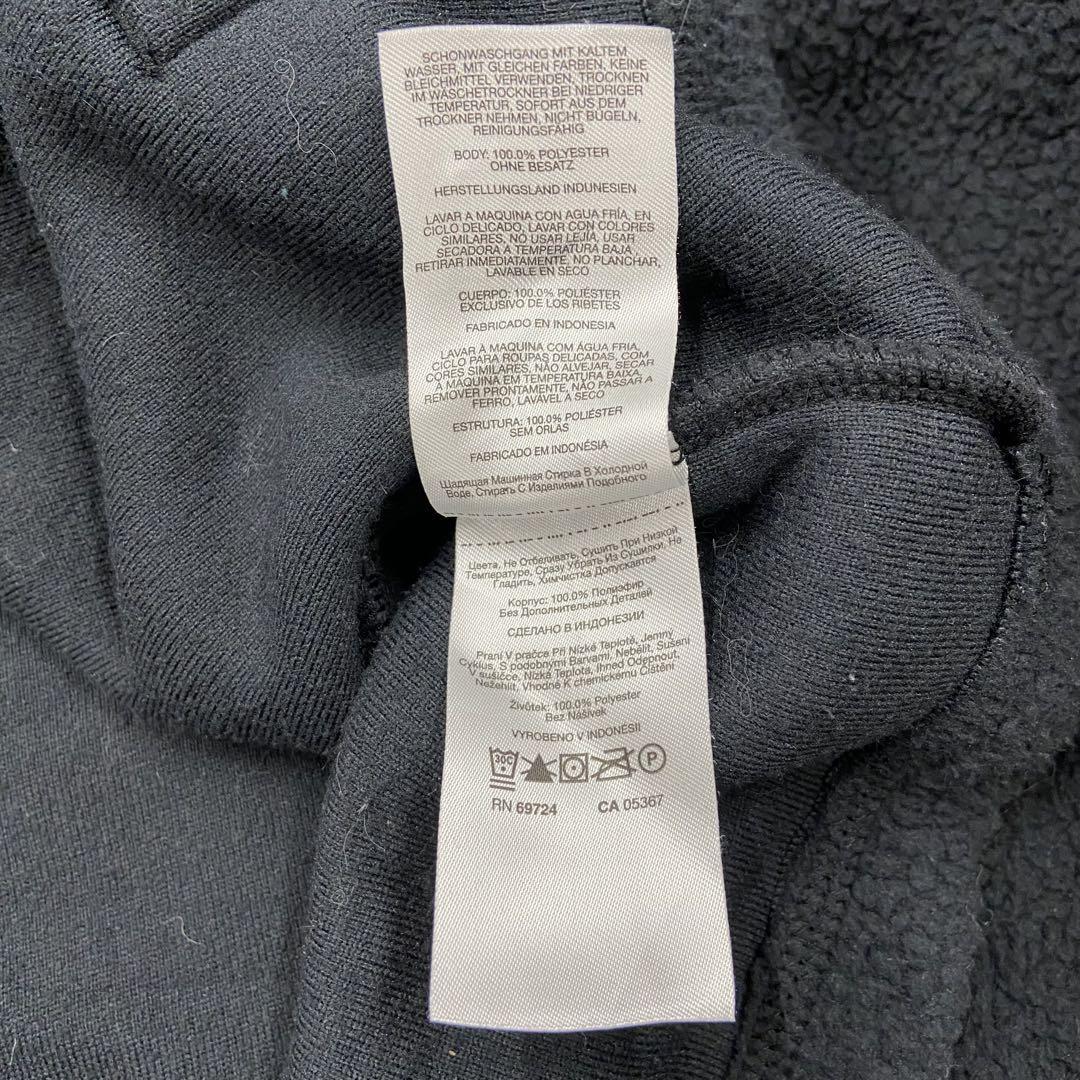 SCHONWASCHGANG MIT KALTEM
WASSER, MIT GLEICHEN FARBEN, KEINE
BLEICHMITTEL VERWENDEN, TROCKNEN
IM WÄSCHETROCKNER BEI NIEDRIGER
TEMPERATUR, SOFORT AUS DEM
TROCKNER NEHMEN, NICHT BÜGELN,
REINIGUNGSFÄHIG
BODY: 100.0% POLYESTER
OHNE BESATZ
HERSTELLUNGSLAND INDUNESIEN
LAVAR A MAQUINA CON AGUA FRÍA, EN
CICLO DELICADO, LAVAR CON COLORES
SIMILARES, NO USAR LEJÍA, USAR
SECADORA A TEMPERATURA BAJA,
RETIRAR INMEDIATAMENTE, NO PLANCHAR,
LAVABLE EN SECO
CUERPO: 100.0% POLIÉSTER
EXCLUSIVO DE LOS RIBETES
FABRICADO EN INDONESIA
LAVAR À MAQUINA COM ÁGUA FRIA,
CICLO PARA ROUPAS DELICADAS, COM
CORES SIMILARES, NÃO ALVEJAR, SECAR
À MAQUINA EM TEMPERATURA BAIXA,
REMOVER PRONTAMENTE, NÃO PASSAR A
FERRO, LAVÁVEL À SECO
ESTRUTURA: 100.0% POLIÉSTER
SEM ORLAS
FABRICADO EM INDONÉSIA
Щадящая Машинная Стирка В Холодной
Воде, Стирать С Изделиями Подобного
Цвета, Не Отбеливать, Сушить При Низкой
Температуре, Сразу Убрать Из Сушилки, Не
Гладить, Химчистка Допускается
Корпус: 100.0% Полиэфир
Без Дополнительных Деталей
СДЕЛАНО В ИНДОНЕЗИИ
Praní V pračce Při Nízké Teplotě, Jemný
Cyklus, S podobnými Barvami, Nebělit, Sušení
V sušičce, Nízká Teplota, Ihned Odepnout,
Nežehlit, Vhodné K chemickému Čištění
Živůtek: 100.0% Polyester
Bez Nášivek
VYROBENO V INDONÉSII
30C
P
RN 69724 CA 05367